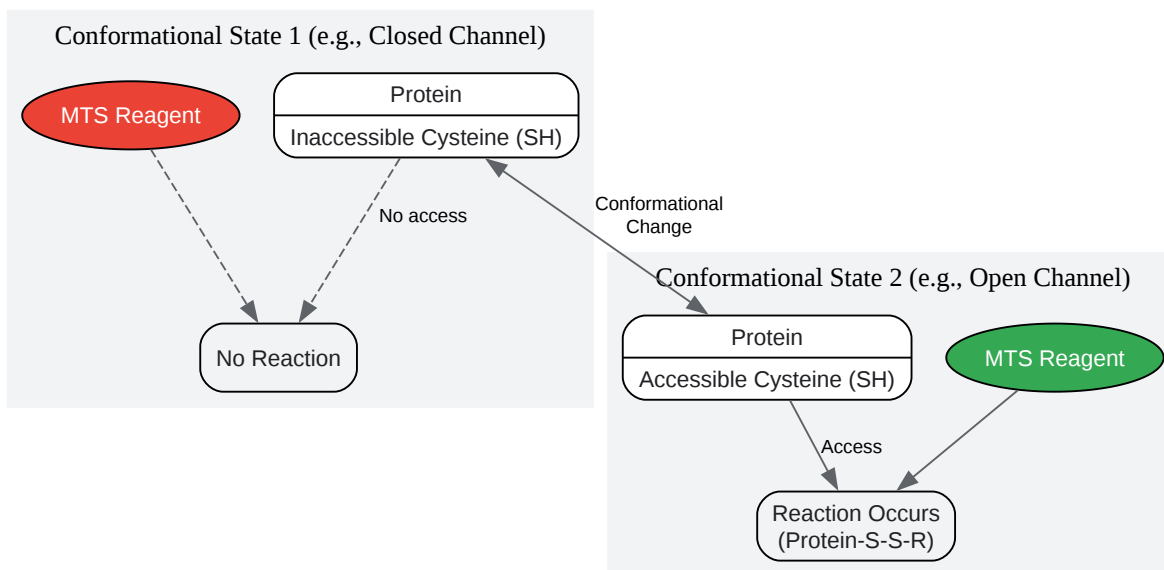 Conformational State 1 (e.g., Closed Channel)
MTS Reagent
Protein
Inaccessible Cysteine (SH)
No access
Conformational
Change
No Reaction
Conformational State 2 (e.g., Open Channel)
Protein
Accessible Cysteine (SH)
MTS Reagent
Access
Reaction Occurs
(Protein-S-S-R)